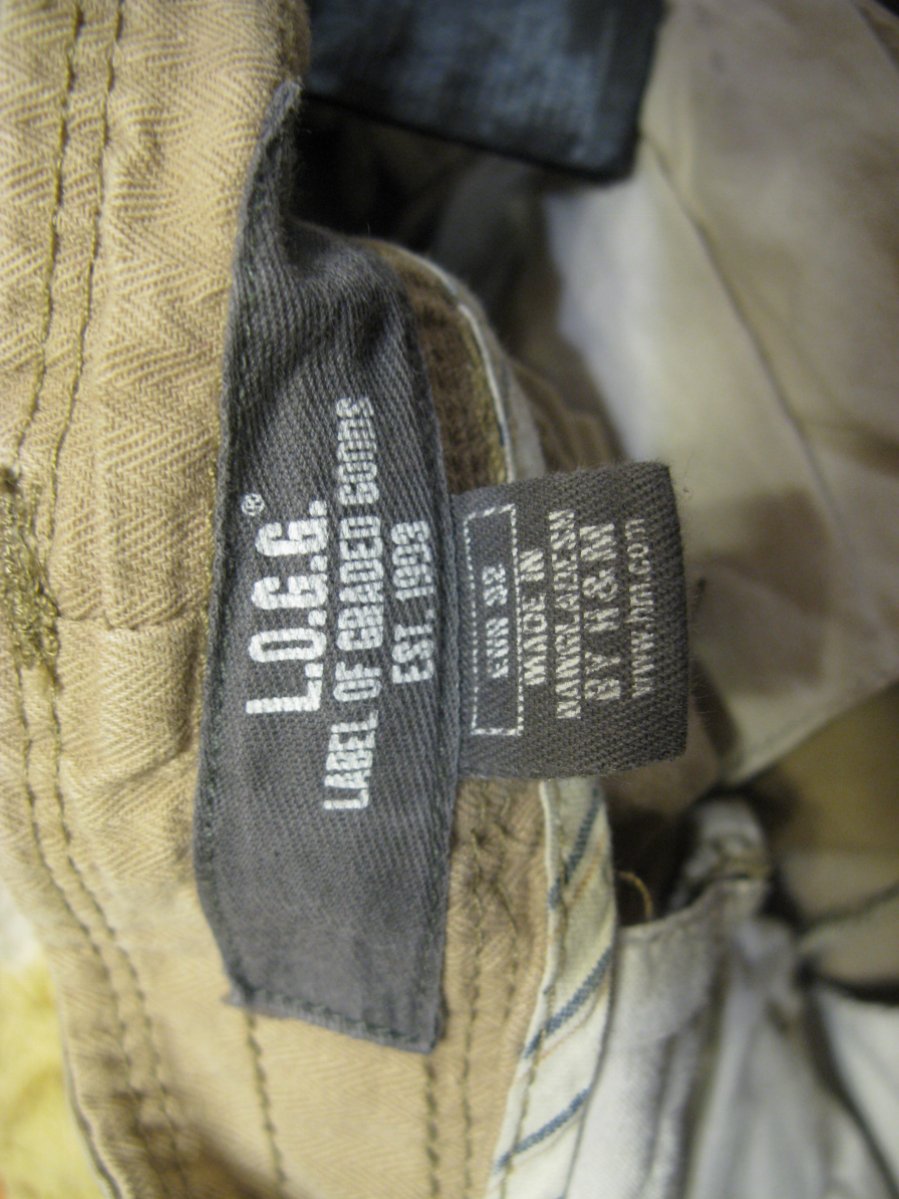 L.O.G.G.®
LABEL OF GRADED GOODS
EST. 1993
EUR 32
MADE IN
BANGLADESH
BY H&M
www.hm.com